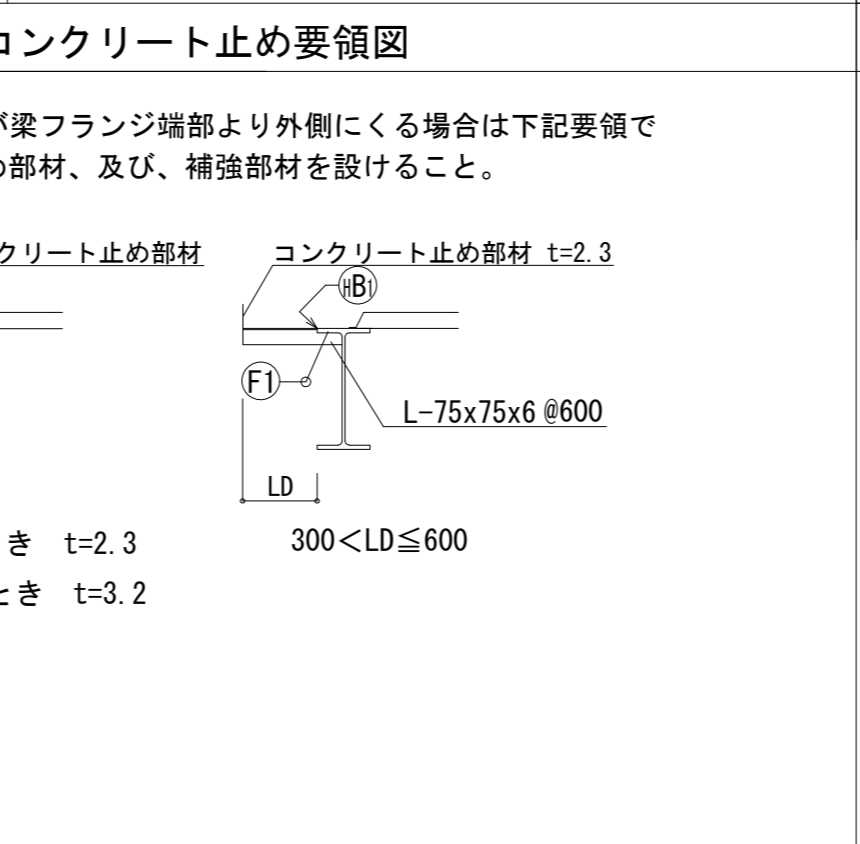 コンクリート止め要領図
が梁フランジ端部より外側にくる場合は下記要領で
め部材、及び、補強部材を設けること。
クリート止め部材
コンクリート止め部材 t=2.3
HB1
F1
L-75x75x6 @600
LD
き t=2.3
300<LD≦600
とき t=3.2